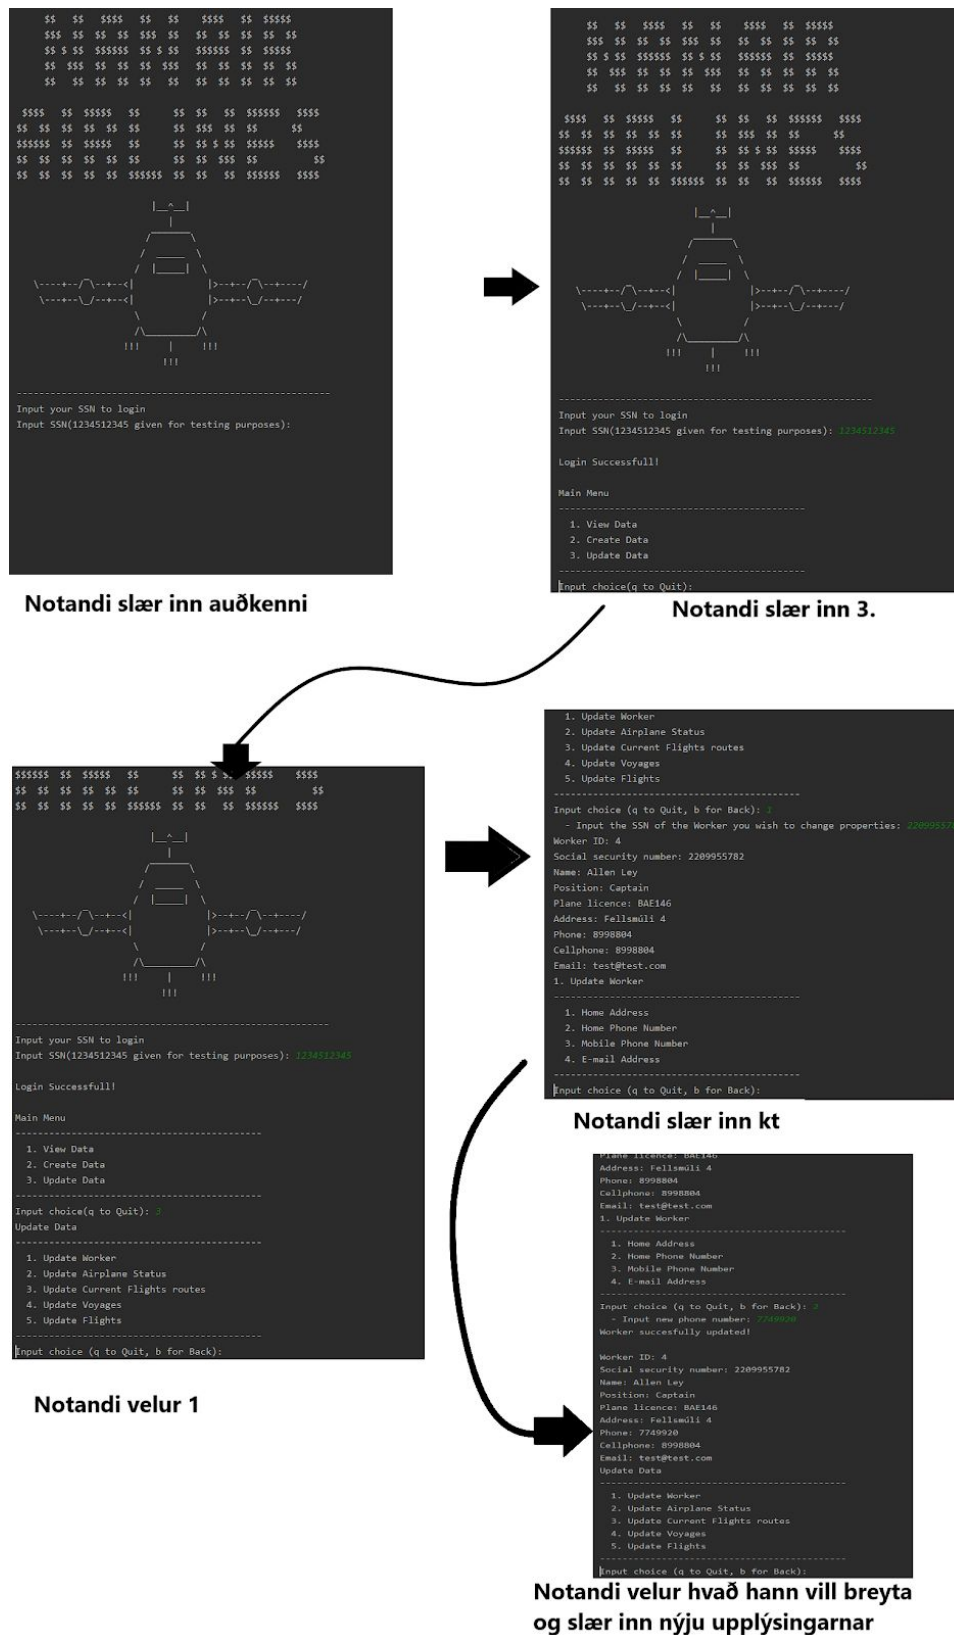 Input your SSN to login
Input SSN(1234512345 given for testing purposes):
Notandi slær inn auðkenni
Input your SSN to login
Input SSN(1234512345 given for testing purposes): 1234512345
Login Successfull!
Main Menu
1. View Data
2. Create Data
3. Update Data
Input choice(q to Quit):
Notandi slær inn 3.
Input your SSN to login
Input SSN(1234512345 given for testing purposes): 1234512345
Login Successfull!
Main Menu
1. View Data
2. Create Data
3. Update Data
Input choice(q to Quit): 3
Update Data
1. Update Worker
2. Update Airplane Status
3. Update Current Flights routes
4. Update Voyages
5. Update Flights
Input choice (q to Quit, b for Back):
Notandi velur 1
1. Update Worker
2. Update Airplane Status
3. Update Current Flights routes
4. Update Voyages
5. Update Flights
Input choice (q to Quit, b for Back): 1
- Input the SSN of the Worker you wish to change properties:
Worker ID: 4
Social security number: 2209955782
Name: Allen Ley
Position: Captain
Plane licence: BAE146
Address: Fellsmúli 4
Phone: 8998804
Cellphone: 8998804
Email: test@test.com
1. Update Worker
1. Home Address
2. Home Phone Number
3. Mobile Phone Number
4. E-mail Address
Input choice (q to Quit, b for Back):
Notandi slær inn kt
Plane licence: BAE146
Address: Fellsmúli 4
Phone: 8998804
Cellphone: 8998804
Email: test@test.com
1. Update Worker
1. Home Address
2. Home Phone Number
3. Mobile Phone Number
4. E-mail Address
Input choice (q to Quit, b for Back): 2
- Input new phone number: 7749920
Worker succesfully updated!
Worker ID: 4
Social security number: 2209955782
Name: Allen Ley
Position: Captain
Plane licence: BAE146
Address: Fellsmúli 4
Phone: 7749920
Cellphone: 8998804
Email: test@test.com
Update Data
1. Update Worker
2. Update Airplane Status
3. Update Current Flights routes
4. Update Voyages
5. Update Flights
Input choice (q to Quit, b for Back):
Notandi velur hvað hann vill breyta
og slær inn nýju upplýsingarnar